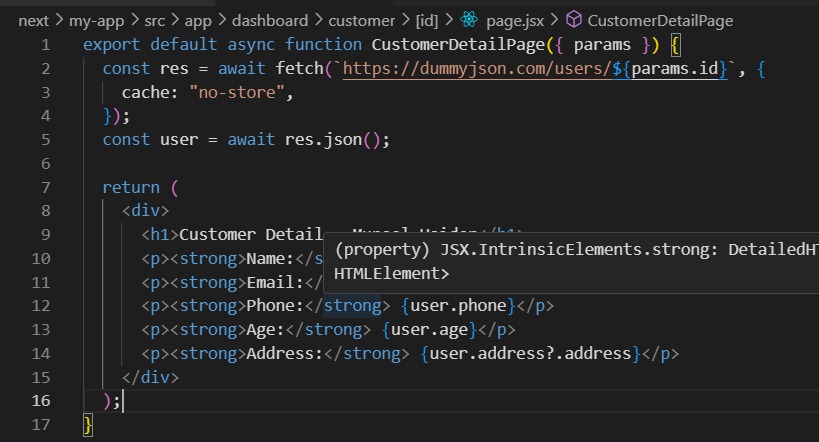 next > my-app > src > app > dashboard > customer > [id] > page.jsx > CustomerDetailPage
1 export default async function CustomerDetailPage({ params }) {
2 const res = await fetch(`https://dummyjson.com/users/${params.id}`, {
3 cache: "no-store",
4 });
5 const user = await res.json();
6
7 return (
8 <div>
9 <h1>Customer Detail
(property) JSX.IntrinsicElements.strong: DetailedHT
HTMLElement>
10 <p><strong>Name:</s
11 <p><strong>Email:</
12 <p><strong>Phone:</strong> {user.phone}</p>
13 <p><strong>Age:</strong> {user.age}</p>
14 <p><strong>Address:</strong> {user.address?.address}</p>
15 </div>
16 );
17 }